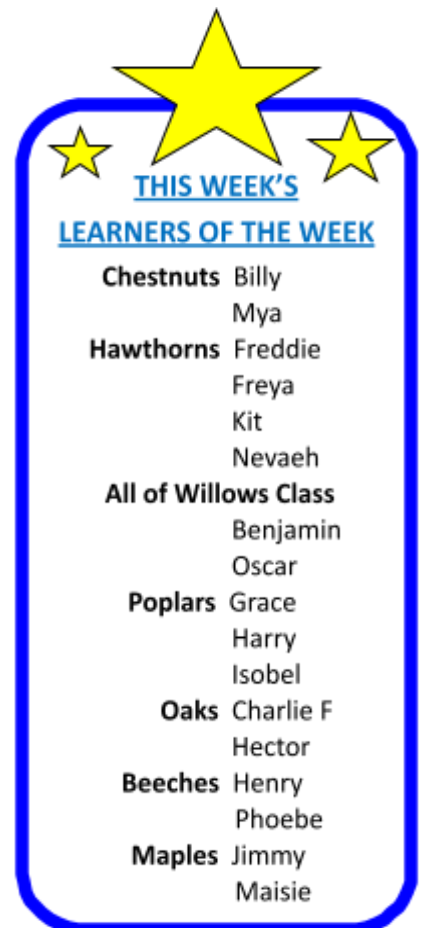 THIS WEEK’S
LEARNERS OF THE WEEK
Chestnuts Billy
Mya
Hawthorns Freddie
Freya
Kit
Nevaeh
All of Willows Class
Benjamin
Oscar
Poplars Grace
Harry
Isobel
Oaks Charlie F
Hector
Beeches Henry
Phoebe
Maples Jimmy
Maisie